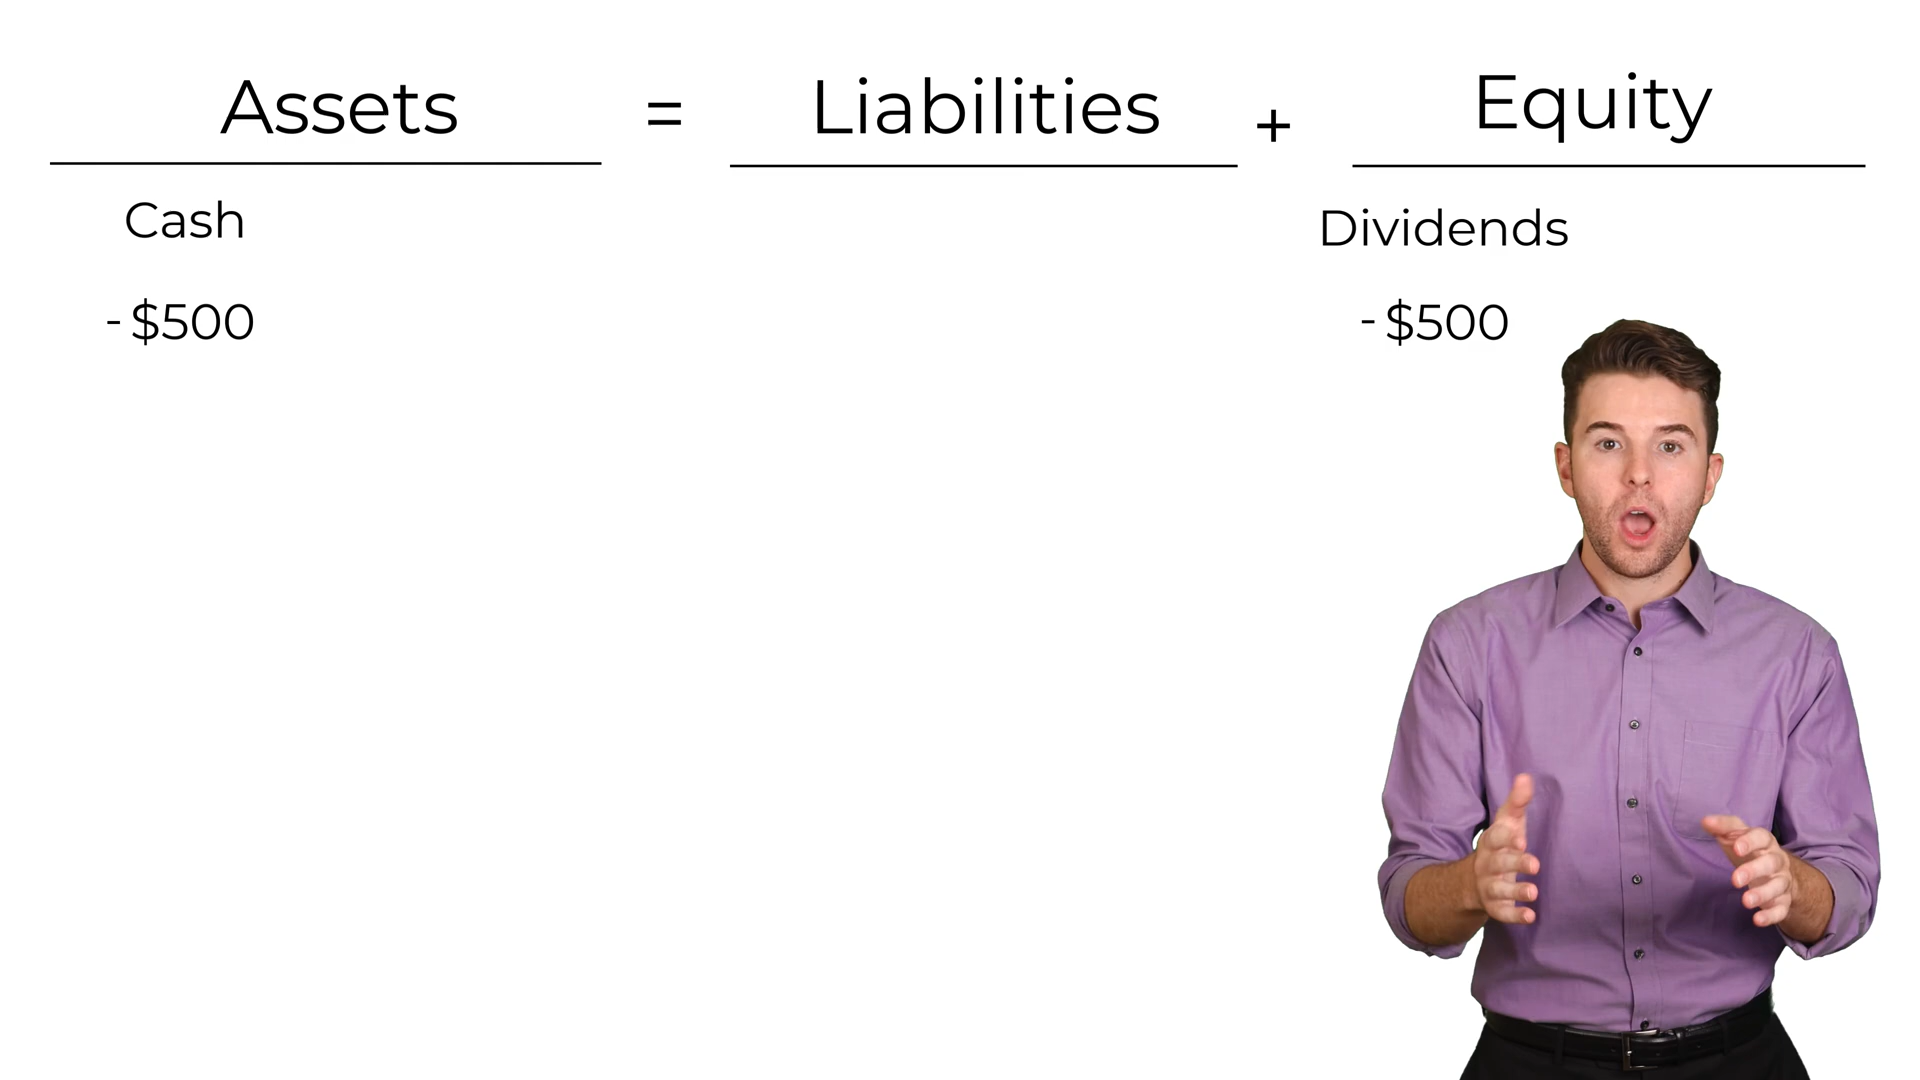 Assets = Liabilities + Equity
Cash Dividends
-$500 -$500